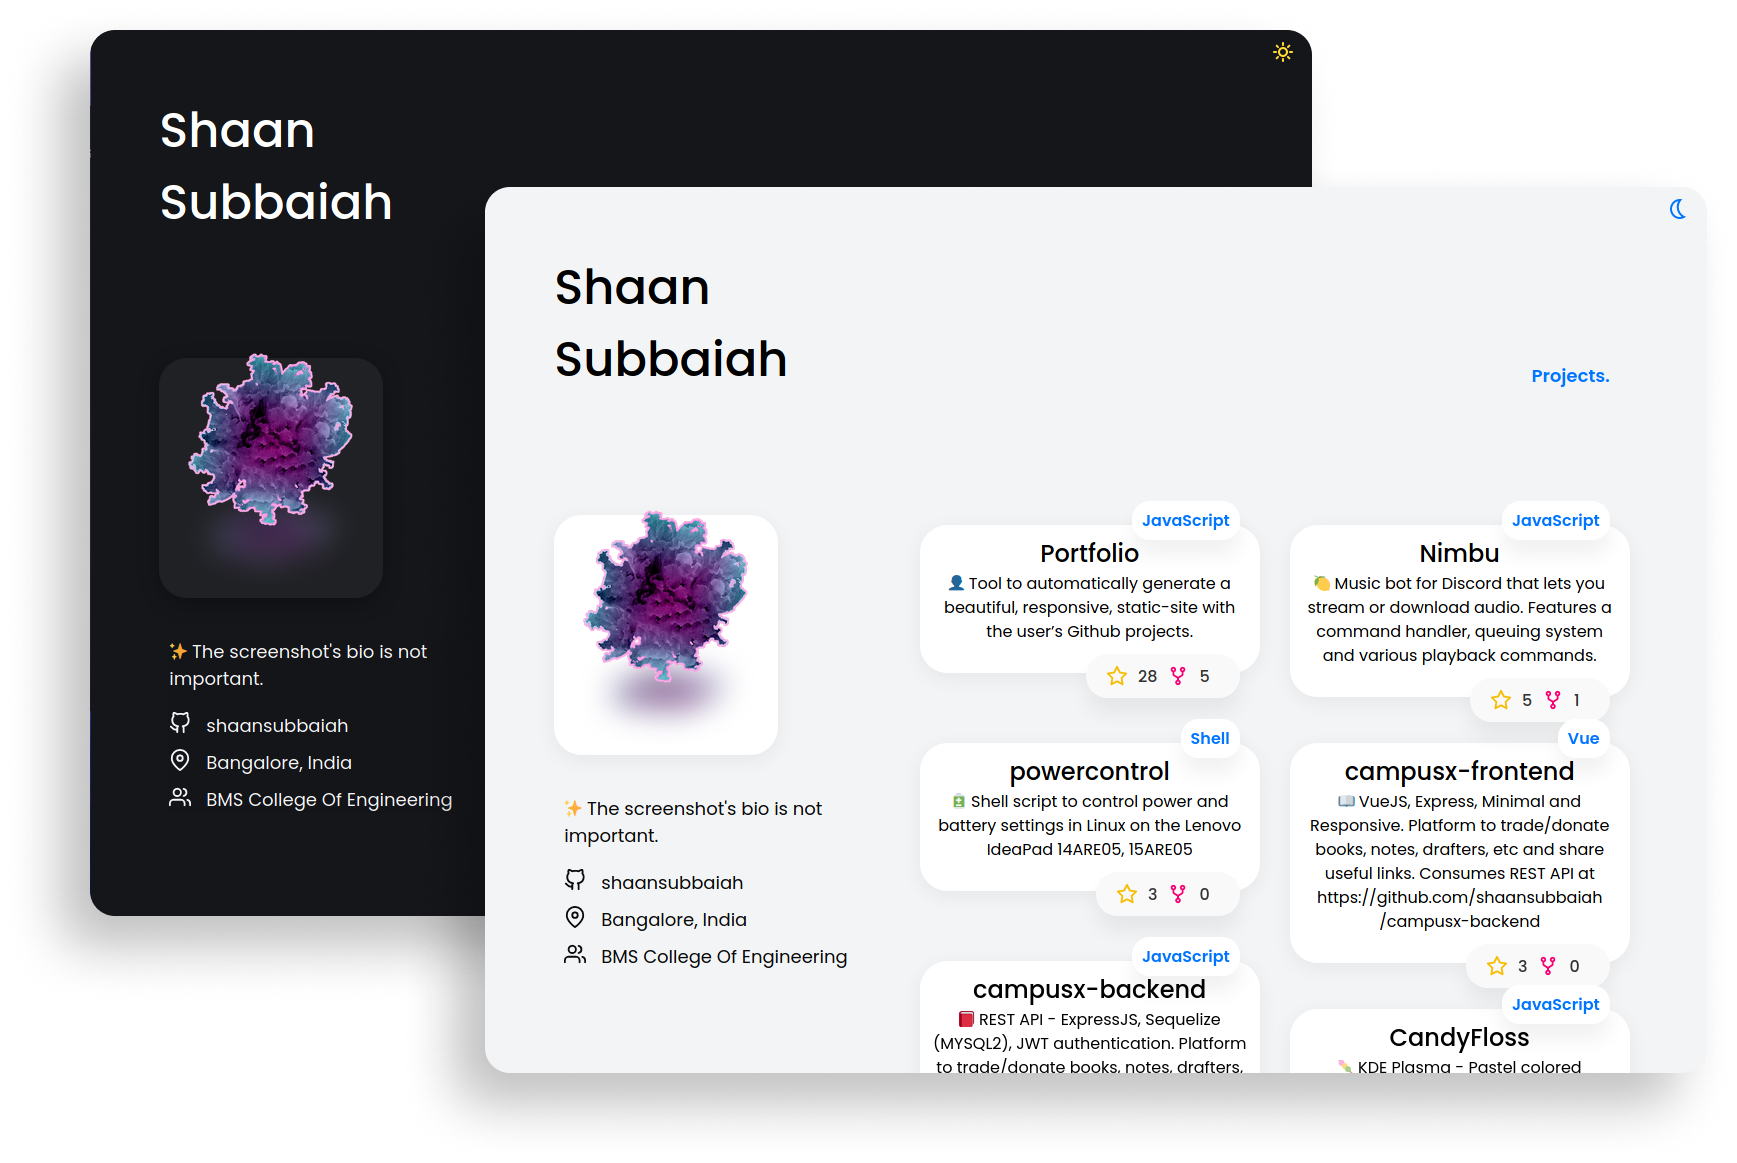 Shaan
Subbaiah
✨ The screenshot's bio is not
important.
shaansubbaiah
Bangalore, India
BMS College Of Engineering
Shaan
Subbaiah
Projects.
✨ The screenshot's bio is not
important.
shaansubbaiah
Bangalore, India
BMS College Of Engineering
JavaScript
Portfolio
👤 Tool to automatically generate a
beautiful, responsive, static-site with
the user’s Github projects.
28 5
JavaScript
Nimbu
🍋 Music bot for Discord that lets you
stream or download audio. Features a
command handler, queuing system
and various playback commands.
5 1
Shell
powercontrol
🔋 Shell script to control power and
battery settings in Linux on the Lenovo
IdeaPad 14ARE05, 15ARE05
3 0
Vue
campusx-frontend
📖 VueJS, Express, Minimal and
Responsive. Platform to trade/donate
books, notes, drafters, etc and share
useful links. Consumes REST API at
https://github.com/shaansubbaiah
/campusx-backend
3 0
JavaScript
campusx-backend
📕 REST API - ExpressJS, Sequelize
(MYSQL2), JWT authentication. Platform
to trade/donate books, notes, drafters,
JavaScript
CandyFloss
🍡 KDE Plasma - Pastel colored